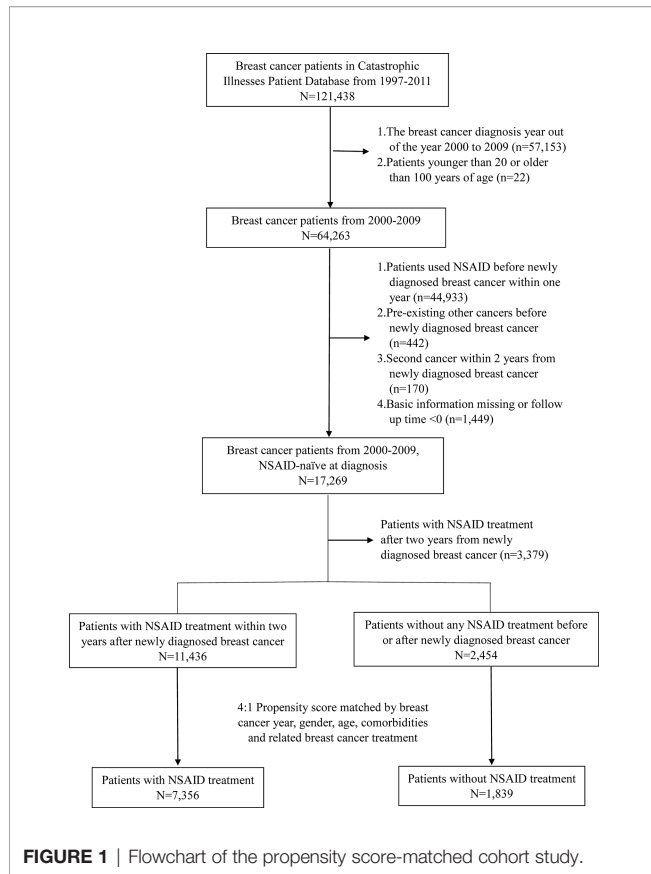 Breast cancer patients in Catastrophic
Illnesses Patient Database from 1997-2011
N=121,438
1.The breast cancer diagnosis year out
of the year 2000 to 2009 (n=57,153)
2.Patients younger than 20 or older
than 100 years of age (n=22)
Breast cancer patients from 2000-2009
N=64,263
1.Patients used NSAID before newly
diagnosed breast cancer within one
year (n=44,933)
2.Pre-existing other cancers before
newly diagnosed breast cancer
(n=442)
3.Second cancer within 2 years from
newly diagnosed breast cancer
(n=170)
4.Basic information missing or follow
up time <0 (n=1,449)
Breast cancer patients from 2000-2009,
NSAID-naïve at diagnosis
N=17,269
Patients with NSAID treatment
after two years from newly
diagnosed breast cancer (n=3,379)
Patients with NSAID treatment within two
years after newly diagnosed breast cancer
N=11,436
Patients without any NSAID treatment before
or after newly diagnosed breast cancer
N=2,454
4:1 Propensity score matched by breast
cancer year, gender, age, comorbidities
and related breast cancer treatment
Patients with NSAID treatment
N=7,356
Patients without NSAID treatment
N=1,839
FIGURE 1 | Flowchart of the propensity score-matched cohort study.